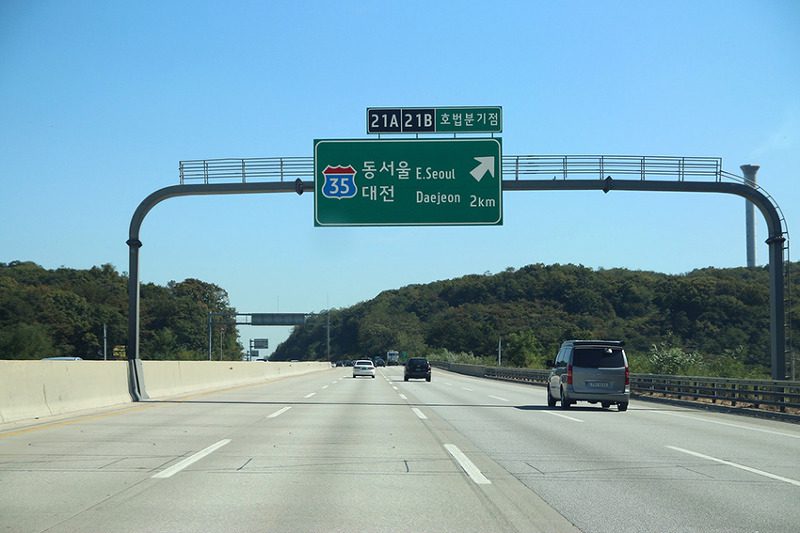 21A 21B 호법분기점
35 동서울 E.Seoul
대전 Daejeon 2km